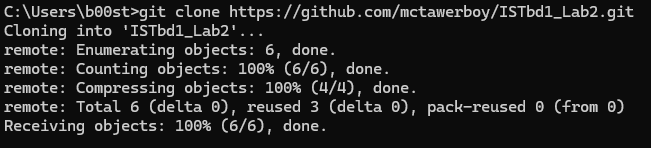 C:\Users\b00st>git clone https://github.com/mctawerboy/ISTbd1_Lab2.git
Cloning into 'ISTbd1_Lab2'...
remote: Enumerating objects: 6, done.
remote: Counting objects: 100% (6/6), done.
remote: Compressing objects: 100% (4/4), done.
remote: Total 6 (delta 0), reused 3 (delta 0), pack-reused 0 (from 0)
Receiving objects: 100% (6/6), done.